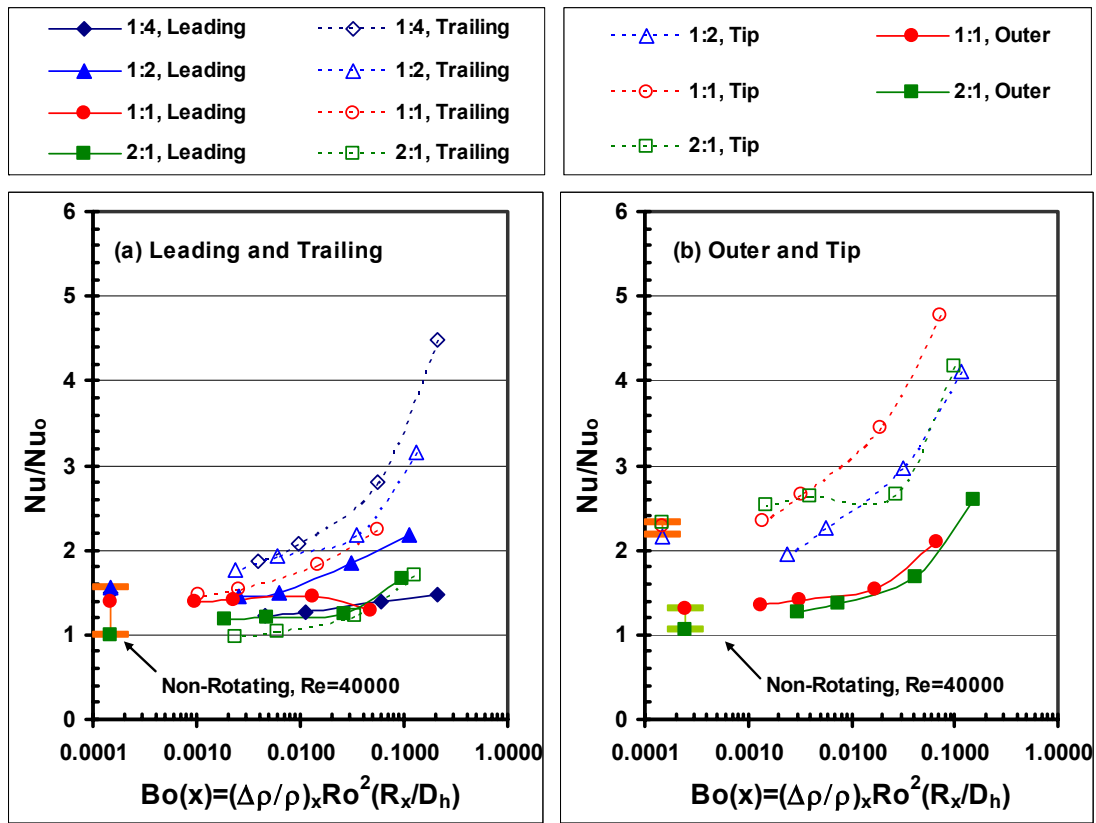 1:4, Leading 1:4, Trailing
1:2, Leading 1:2, Trailing
1:1, Leading 1:1, Trailing
2:1, Leading 2:1, Trailing
1:2, Tip 1:1, Outer
1:1, Tip 2:1, Outer
2:1, Tip
(a) Leading and Trailing
Nu/Nuo
6
5
4
3
2
1
0
Non-Rotating, Re=40000
0.0001 0.0010 0.0100 0.1000 1.0000
Bo(x)=(Δρ/ρ)xRo²(Rx/Dh)
(b) Outer and Tip
Nu/Nuo
6
5
4
3
2
1
0
Non-Rotating, Re=40000
0.0001 0.0010 0.0100 0.1000 1.0000
Bo(x)=(Δρ/ρ)xRo²(Rx/Dh)